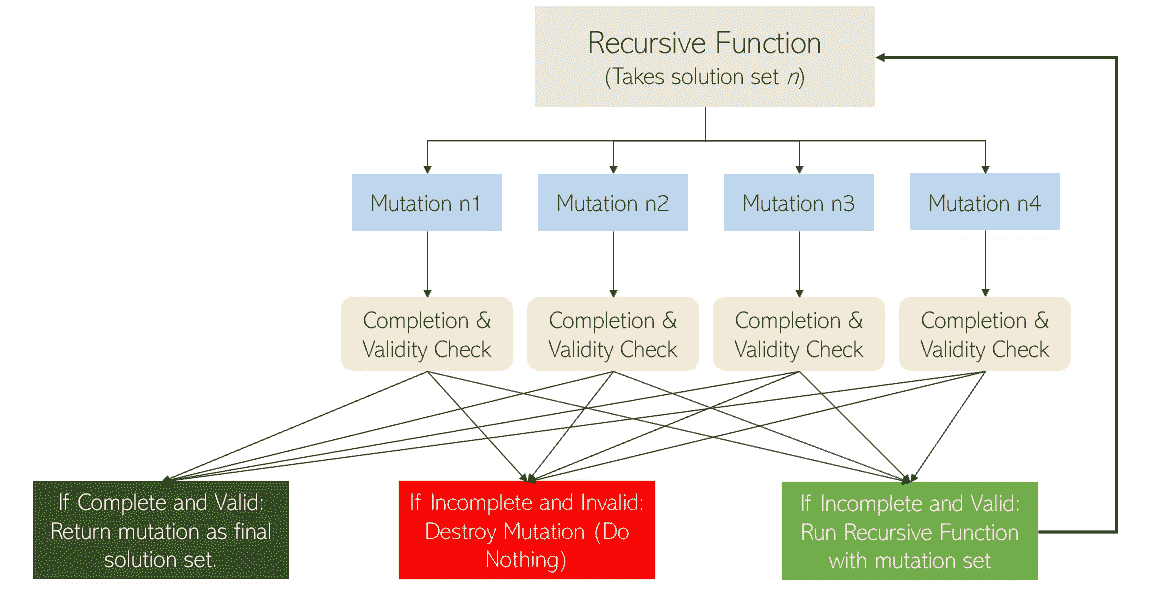 Recursive Function
(Takes solution set n)
Mutation n1
Mutation n2
Mutation n3
Mutation n4
Completion &
Validity Check
Completion &
Validity Check
Completion &
Validity Check
Completion &
Validity Check
If Complete and Valid:
Return mutation as final
solution set.
If Incomplete and Invalid:
Destroy Mutation (Do
Nothing)
If Incomplete and Valid:
Run Recursive Function
with mutation set